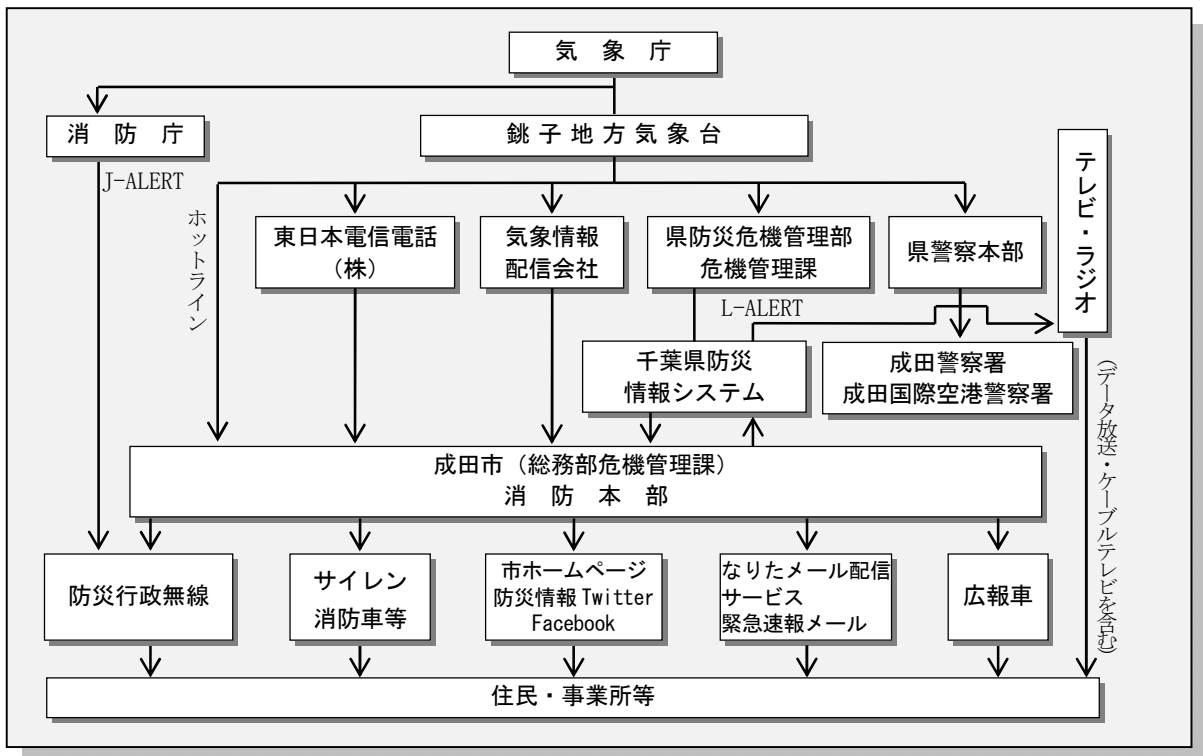 気象庁
消防庁
銚子地方気象台
テレビ・ラジオ
J-ALERT
ホットライン
東日本電信電話
（株）
気象情報
配信会社
県防災危機管理部
危機管理課
県警察本部
L-ALERT
千葉県防災
情報システム
成田警察署
成田国際空港警察署
（データ放送・ケーブルテレビを含む）
成田市（総務部危機管理課）
消防本部
防災行政無線
サイレン
消防車等
市ホームページ
防災情報 Twitter
Facebook
なりたメール配信
サービス
緊急速報メール
広報車
住民・事業所等